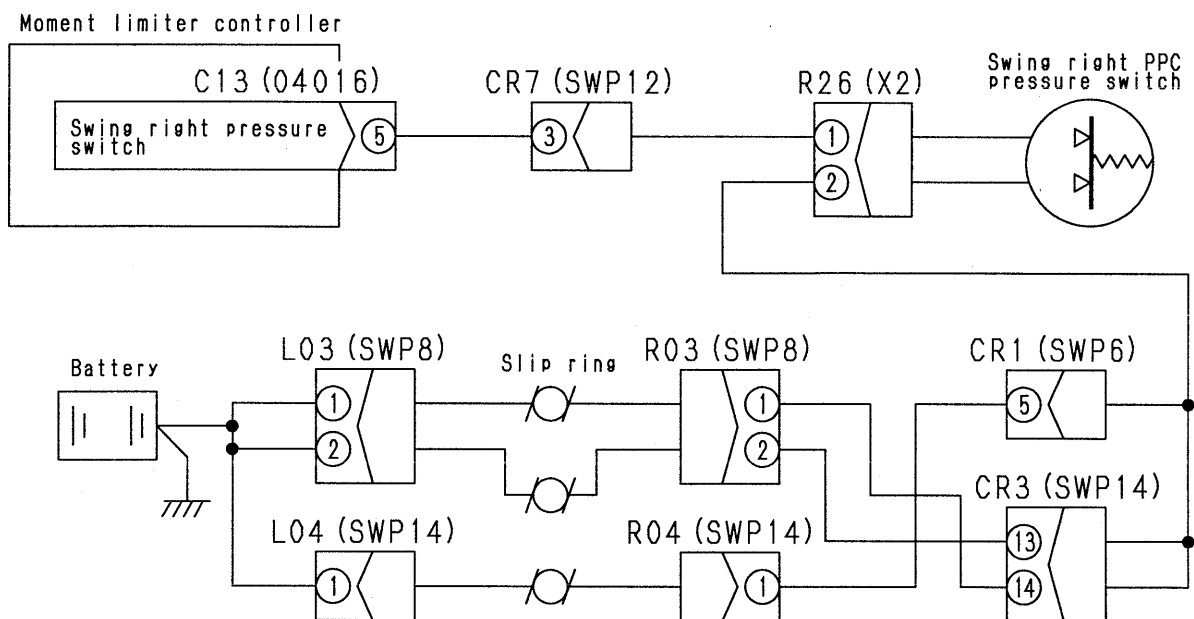 Moment limiter controller
C13 (04016)
CR7 (SWP12)
R26 (X2)
Swing right PPC
pressure switch
Swing right pressure
switch
5
3
1
2
Battery
L03 (SWP8)
Slip ring
R03 (SWP8)
CR1 (SWP6)
1
2
1
2
5
L04 (SWP14)
R04 (SWP14)
CR3 (SWP14)
1
1
13
14